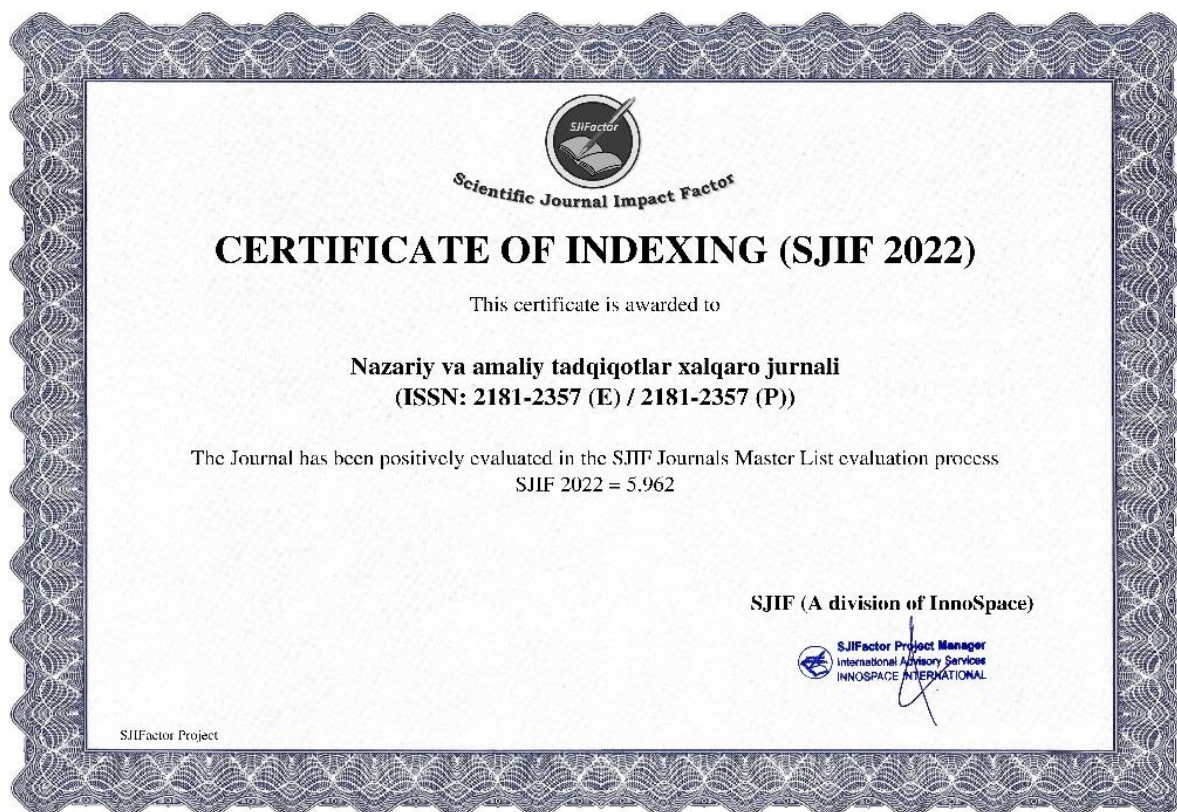 SJIFactor
Scientific Journal Impact Factor
CERTIFICATE OF INDEXING (SJIF 2022)
This certificate is awarded to
Nazariy va amaliy tadqiqotlar xalqaro jurnali
(ISSN: 2181-2357 (E) / 2181-2357 (P))
The Journal has been positively evaluated in the SJIF Journals Master List evaluation process
SJIF 2022 = 5.962
SJIF (A division of InnoSpace)
SJIFactor Project Manager
International Advisory Services
INNOSPACE INTERNATIONAL
SJIFactor Project